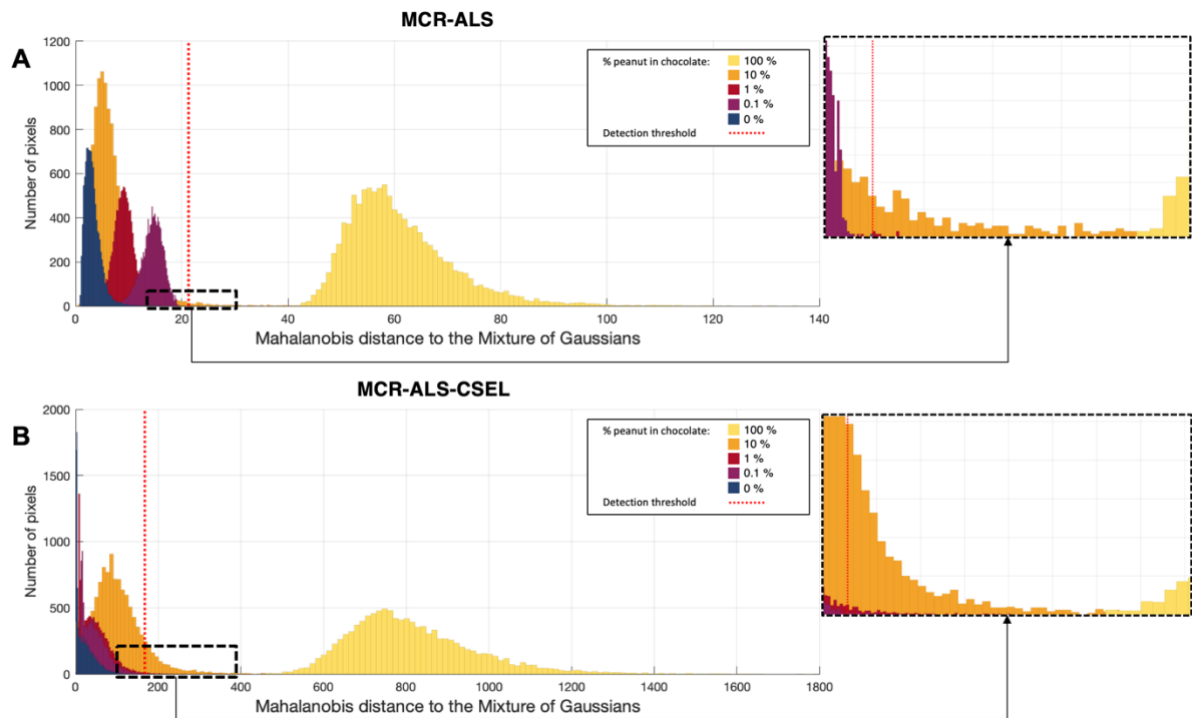 MCR-ALS
A
1200
1000
800
600
400
200
0
Number of pixels
0 20 40 60 80 100 120 140
Mahalanobis distance to the Mixture of Gaussians
% peanut in chocolate:
100 %
10 %
1 %
0.1 %
0 %
Detection threshold
MCR-ALS-CSEL
B
2000
1500
1000
500
0
Number of pixels
0 200 400 600 800 1000 1200 1400 1600 1800
Mahalanobis distance to the Mixture of Gaussians
% peanut in chocolate:
100 %
10 %
1 %
0.1 %
0 %
Detection threshold